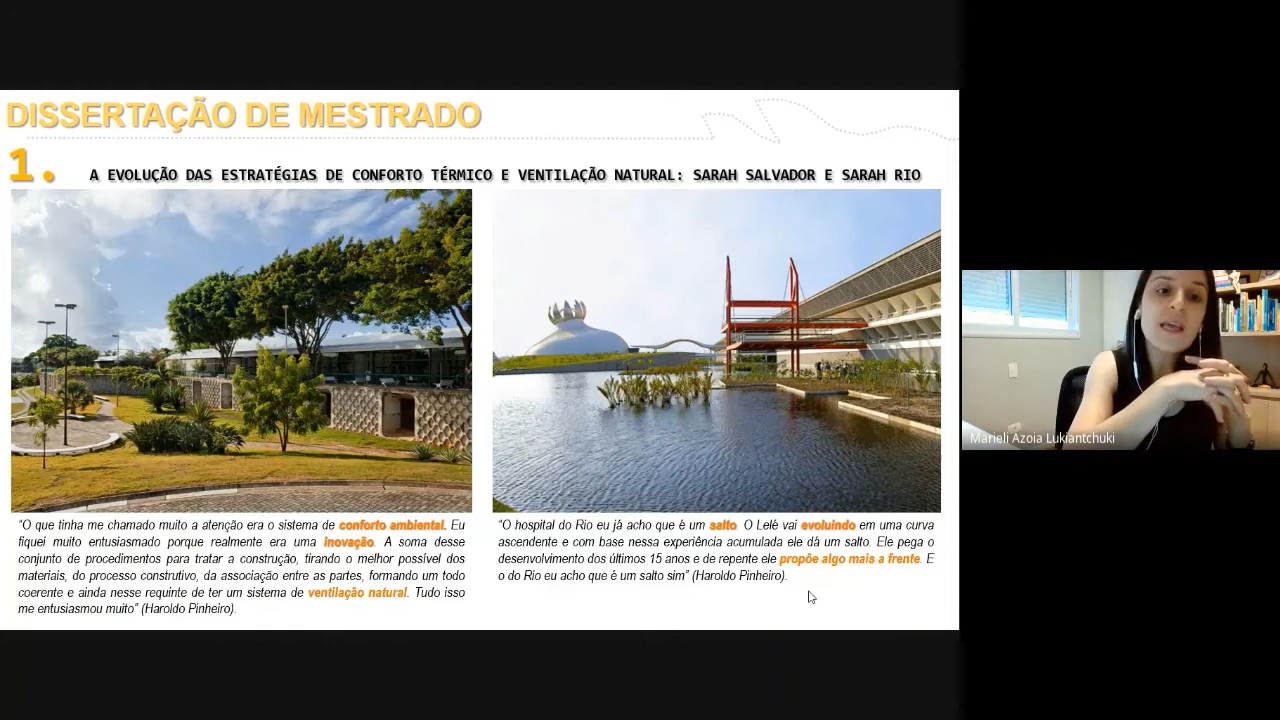 DISSERTAÇÃO DE MESTRADO
1. A EVOLUÇÃO DAS ESTRATÉGIAS DE CONFORTO TÉRMICO E VENTILAÇÃO NATURAL: SARAH SALVADOR E SARAH RIO
“O que tinha me chamado muito a atenção era o sistema de conforto ambiental. Eu
fiquei muito entusiasmado porque realmente era uma inovação. A soma desse
conjunto de procedimentos para tratar a construção, tirando o melhor possível dos
materiais, do processo construtivo, da associação entre as partes, formando um todo
coerente e ainda nesse requinte de ter um sistema de ventilação natural. Tudo isso
me entusiasmou muito” (Haroldo Pinheiro).
“O hospital do Rio eu já acho que é um salto. O Lelé vai evoluindo em uma curva
ascendente e com base nessa experiência acumulada ele dá um salto. Ele pega o
desenvolvimento dos últimos 15 anos e de repente ele propõe algo mais a frente. E
o do Rio eu acho que é um salto sim” (Haroldo Pinheiro).
Marieli Azoia Lukiantchuki